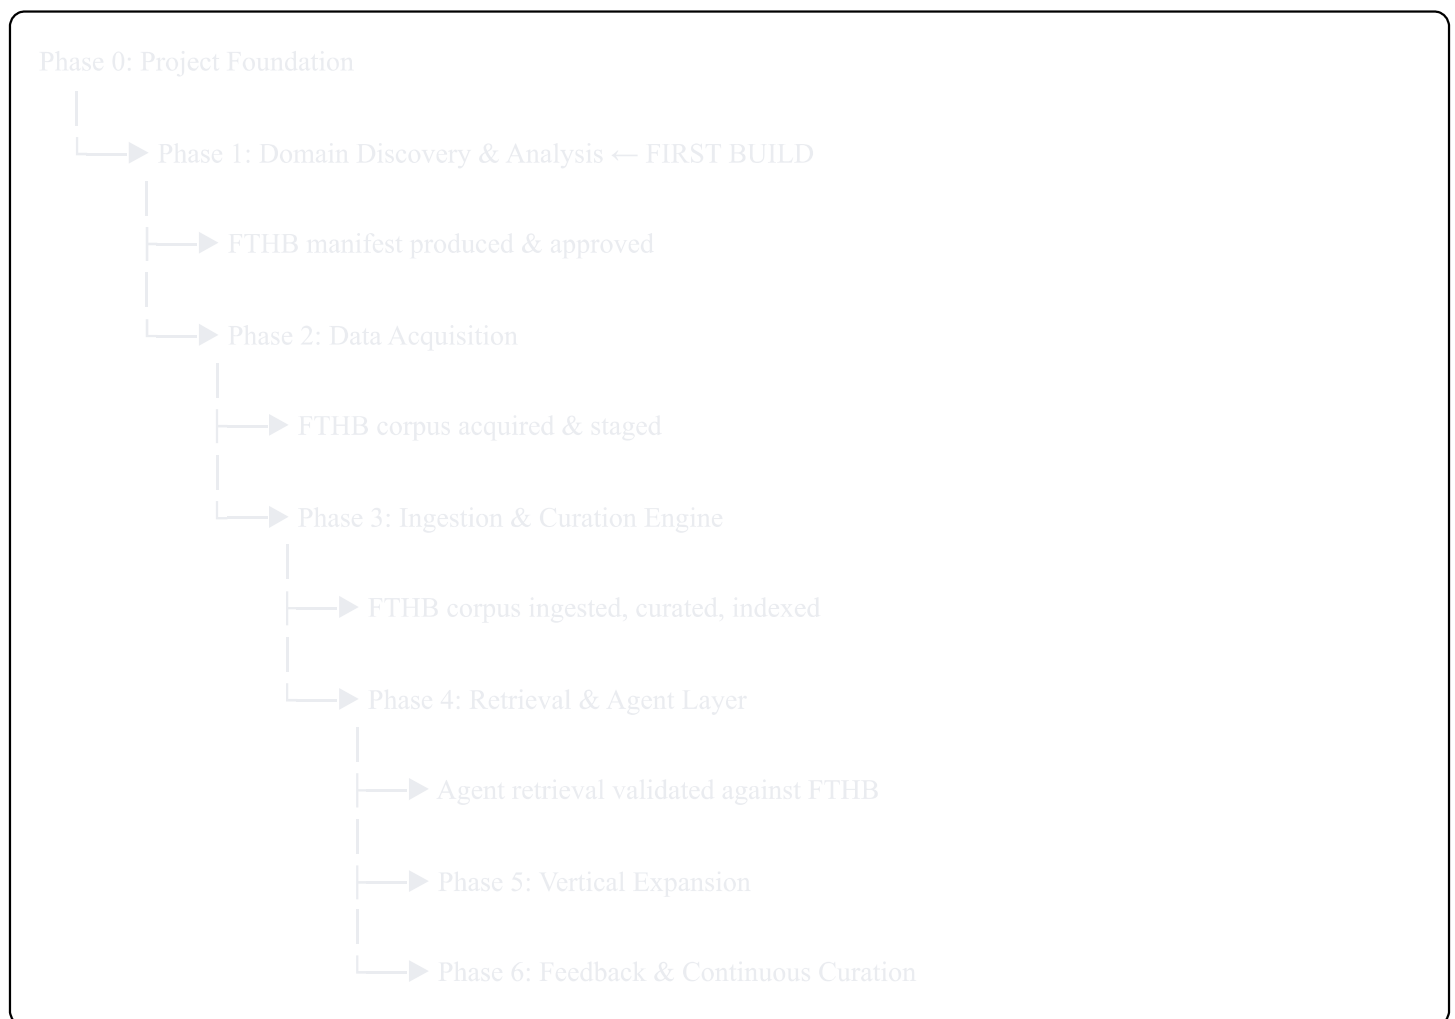 Phase 0: Project Foundation
Phase 1: Domain Discovery & Analysis ← FIRST BUILD
FTHB manifest produced & approved
Phase 2: Data Acquisition
FTHB corpus acquired & staged
Phase 3: Ingestion & Curation Engine
FTHB corpus ingested, curated, indexed
Phase 4: Retrieval & Agent Layer
Agent retrieval validated against FTHB
Phase 5: Vertical Expansion
Phase 6: Feedback & Continuous Curation